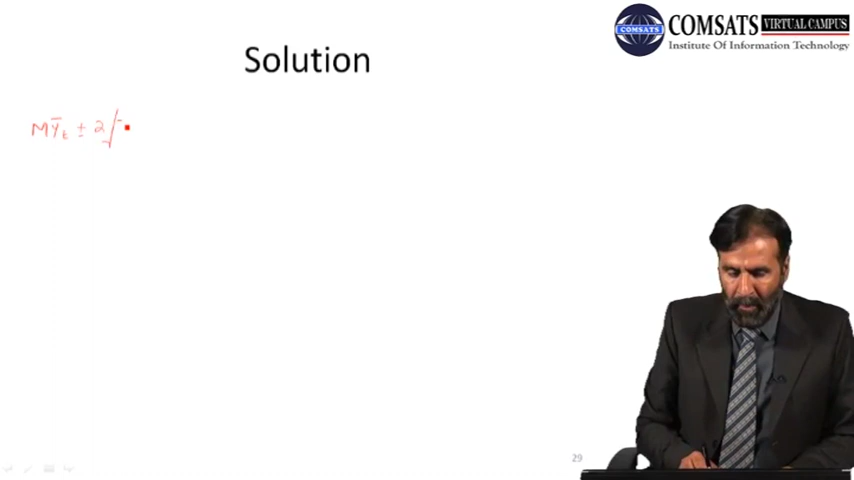 COMSATS VIRTUAL CAMPUS
COMSATS
Institute Of Information Technology
Solution
MȲt ± 2√
29